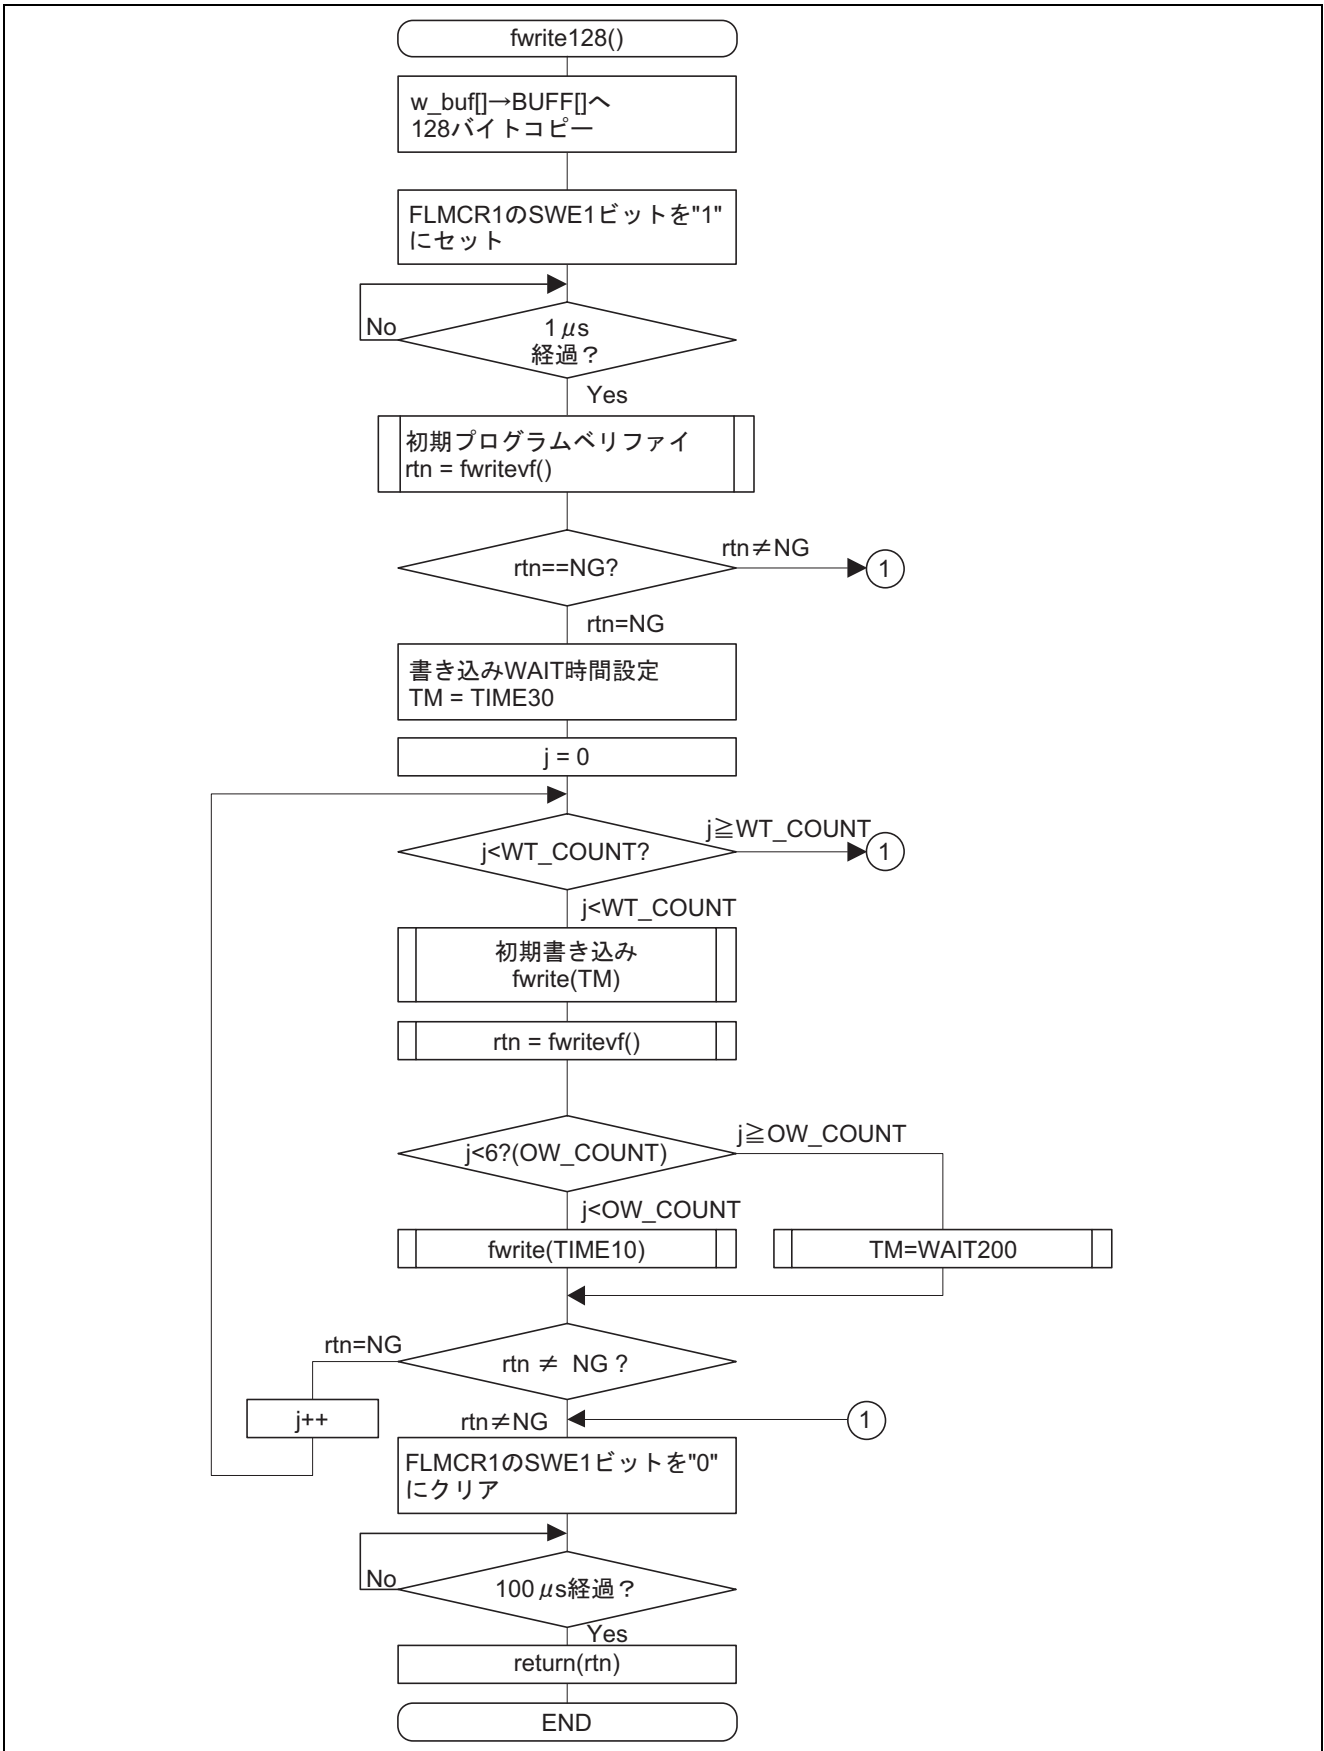 fwrite128()
w_buf[]→BUFF[]へ
128バイトコピー
FLMCR1のSWE1ビットを"1"
にセット
No
1μs
経過？
Yes
初期プログラムベリファイ
rtn = fwritevf()
rtn==NG?
rtn≠NG
1
rtn=NG
書き込みWAIT時間設定
TM = TIME30
j = 0
j<WT_COUNT?
j≧WT_COUNT
1
j<WT_COUNT
初期書き込み
fwrite(TM)
rtn = fwritevf()
j<6?(OW_COUNT)
j≧OW_COUNT
j<OW_COUNT
fwrite(TIME10)
TM=WAIT200
rtn=NG
rtn ≠ NG ?
j++
rtn≠NG
1
FLMCR1のSWE1ビットを"0"
にクリア
No
100μs経過？
Yes
return(rtn)
END